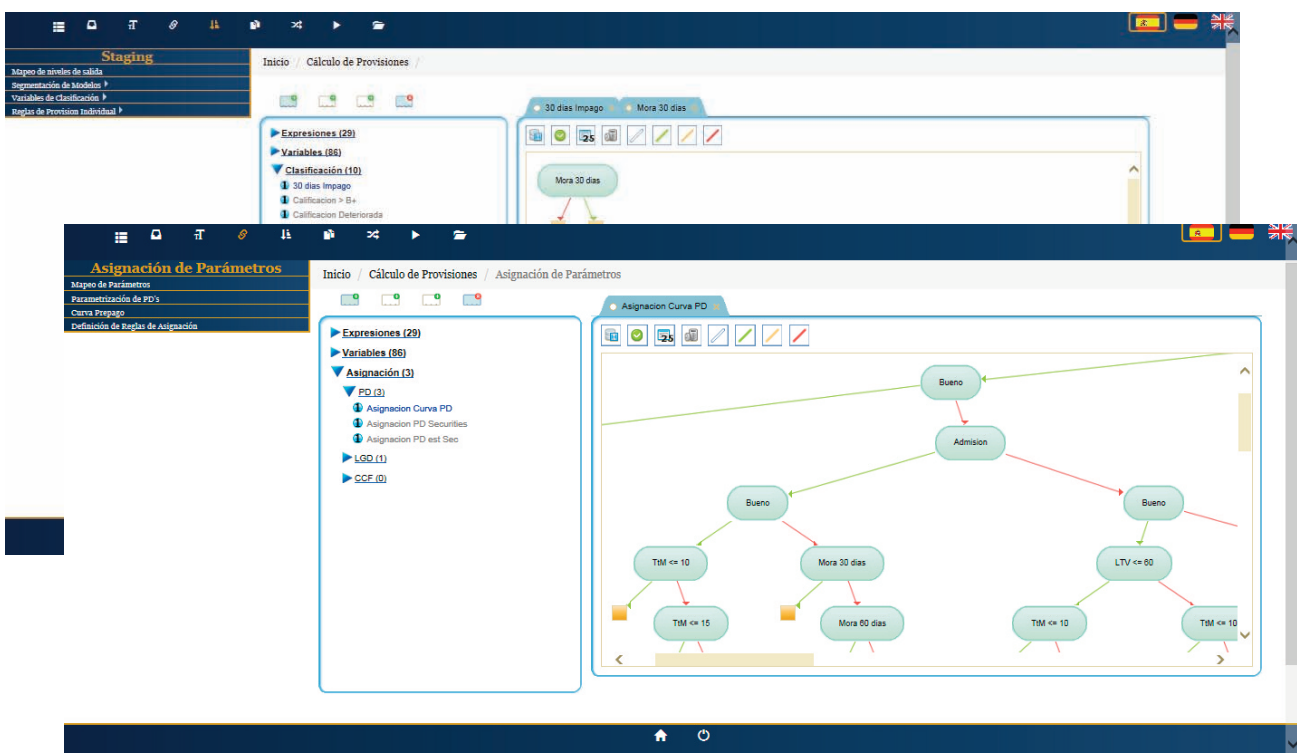 Staging
Mapeo de niveles de salida
Segmentación de Modelos
Variables de Clasificación
Reglas de Provision Individual
Inicio / Cálculo de Provisiones /
Expresiones (29)
Variables (86)
Clasificación (10)
30 dias Impago
Calificacion > B+
Calificacion Deteriorada
30 dias Impago
Mora 30 dias
25
Mora 30 dias
Asignación de Parámetros
Mapeo de Parámetros
Parametrización de PD's
Curva Prepago
Definición de Reglas de Asignación
Inicio / Cálculo de Provisiones / Asignación de Parámetros
Expresiones (29)
Variables (86)
Asignación (3)
PD (3)
Asignacion Curva PD
Asignacion PD Securities
Asignacion PD est Sec
LGD (1)
CCF (0)
Asignacion Curva PD
25
Bueno
Admision
Bueno
Bueno
TtM <= 10
Mora 30 dias
LTV <= 60
TtM <= 15
Mora 60 dias
TtM <= 10
TtM <= 10